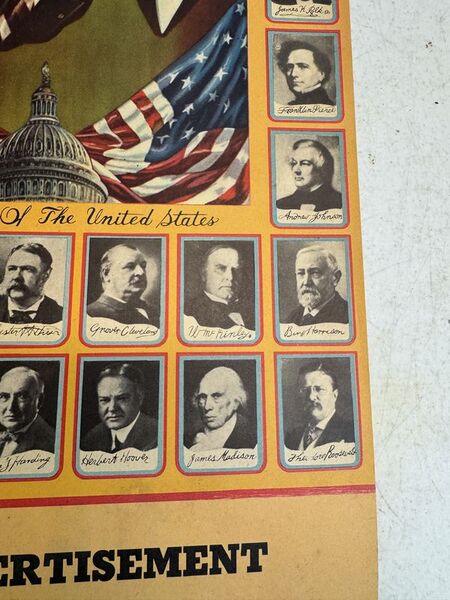 James K. Polk
Franklin Pierce
Andrew Johnson
Of The United States
Grover Cleveland
Wm McKinley
Benj Harrison
Harding
Herbert Hoover
James Madison
Theodore Roosevelt
ERTISEMENT